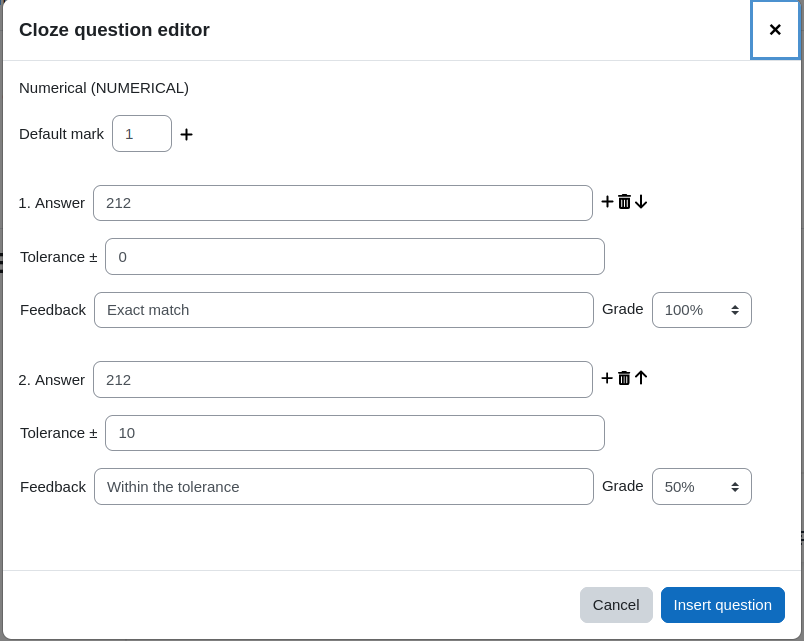 Cloze question editor
Numerical (NUMERICAL)
Default mark 1
1. Answer 212
Tolerance ± 0
Feedback Exact match Grade 100%
2. Answer 212
Tolerance ± 10
Feedback Within the tolerance Grade 50%
Cancel Insert question